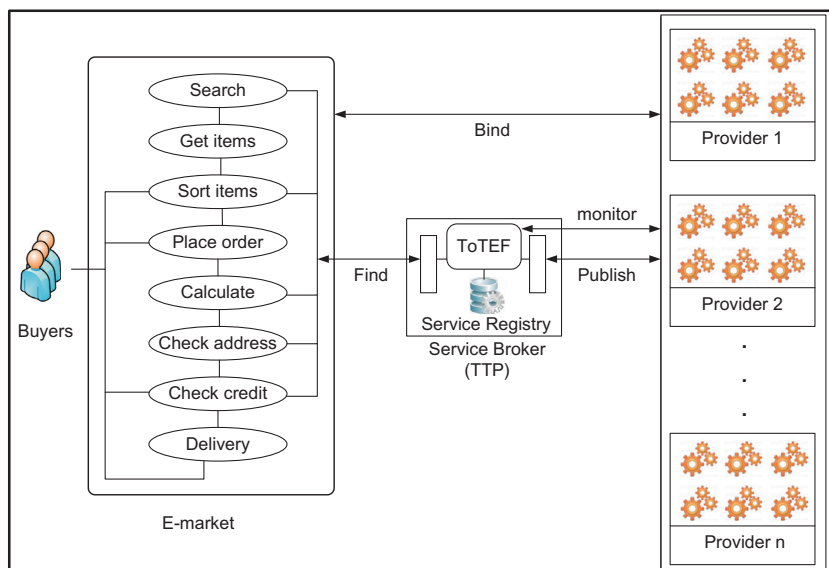 Search
Get items
Sort items
Place order
Calculate
Check address
Check credit
Delivery
Buyers
E-market
Bind
Find
monitor
Publish
ToTEF
Service Registry
Service Broker
(TTP)
Provider 1
Provider 2
.
.
.
Provider n